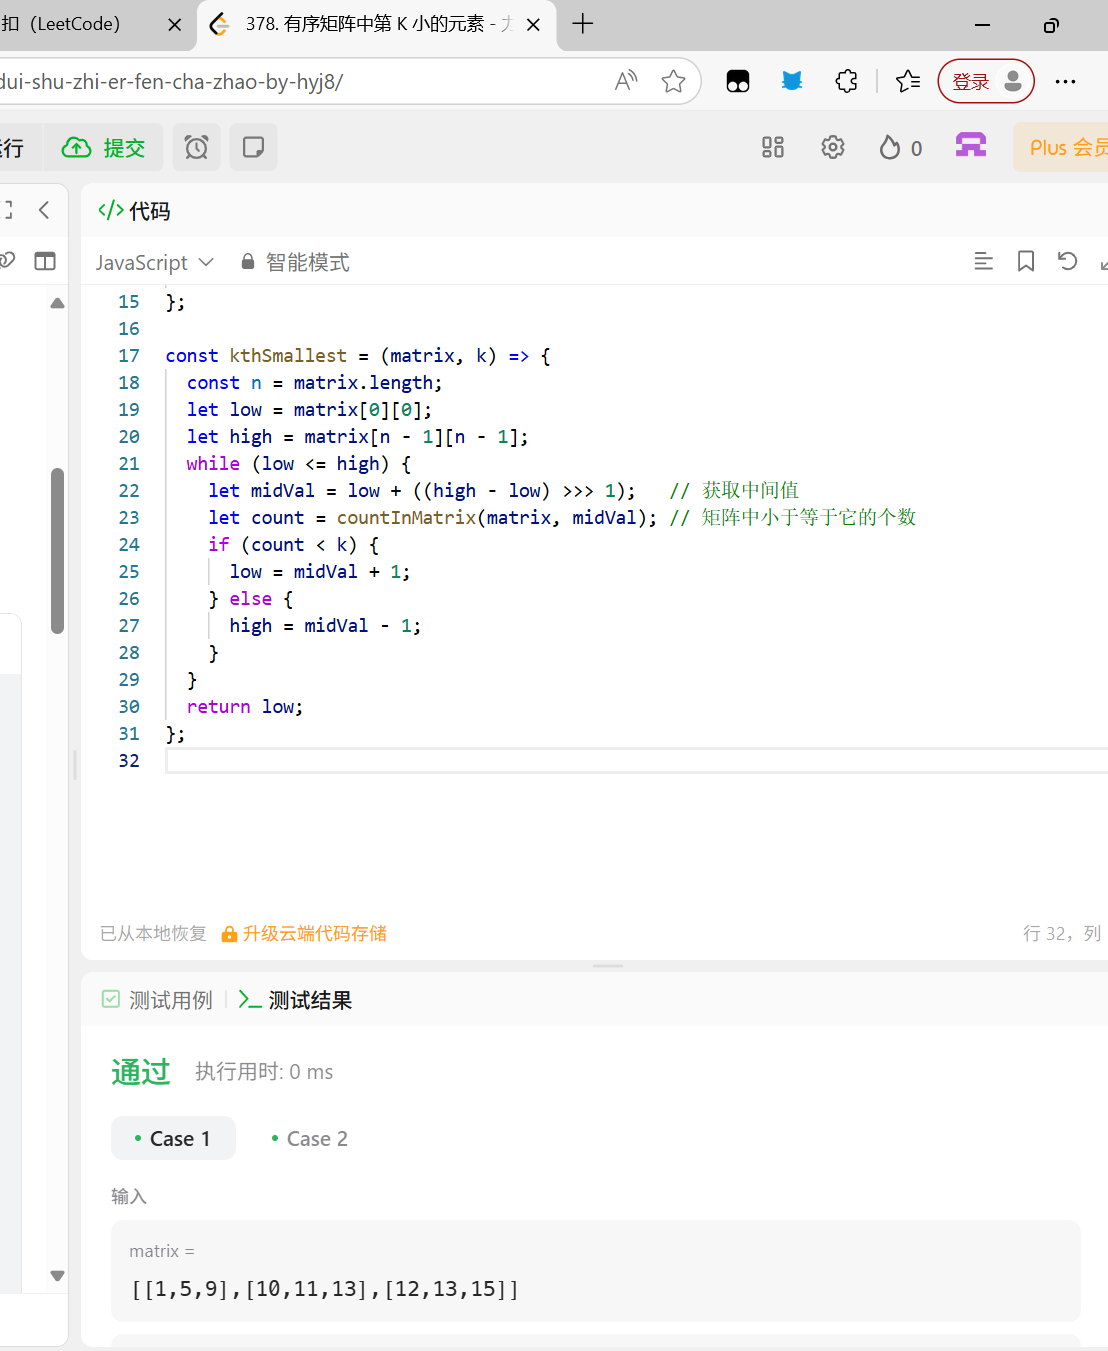 扣（LeetCode）
378. 有序矩阵中第 K 小的元素 -
dui-shu-zhi-er-fen-cha-zhao-by-hyj8/
登录
行
提交
0
Plus 会员
代码
JavaScript
智能模式
15 };
16
17 const kthSmallest = (matrix, k) => {
18 const n = matrix.length;
19 let low = matrix[0][0];
20 let high = matrix[n - 1][n - 1];
21 while (low <= high) {
22 let midVal = low + ((high - low) >>> 1); // 获取中间值
23 let count = countInMatrix(matrix, midVal); // 矩阵中小于等于它的个数
24 if (count < k) {
25 low = midVal + 1;
26 } else {
27 high = midVal - 1;
28 }
29 }
30 return low;
31 };
32
已从本地恢复 升级云端代码存储
行 32，列
测试用例
>_ 测试结果
通过 执行用时: 0 ms
• Case 1 • Case 2
输入
matrix =
[[1,5,9],[10,11,13],[12,13,15]]